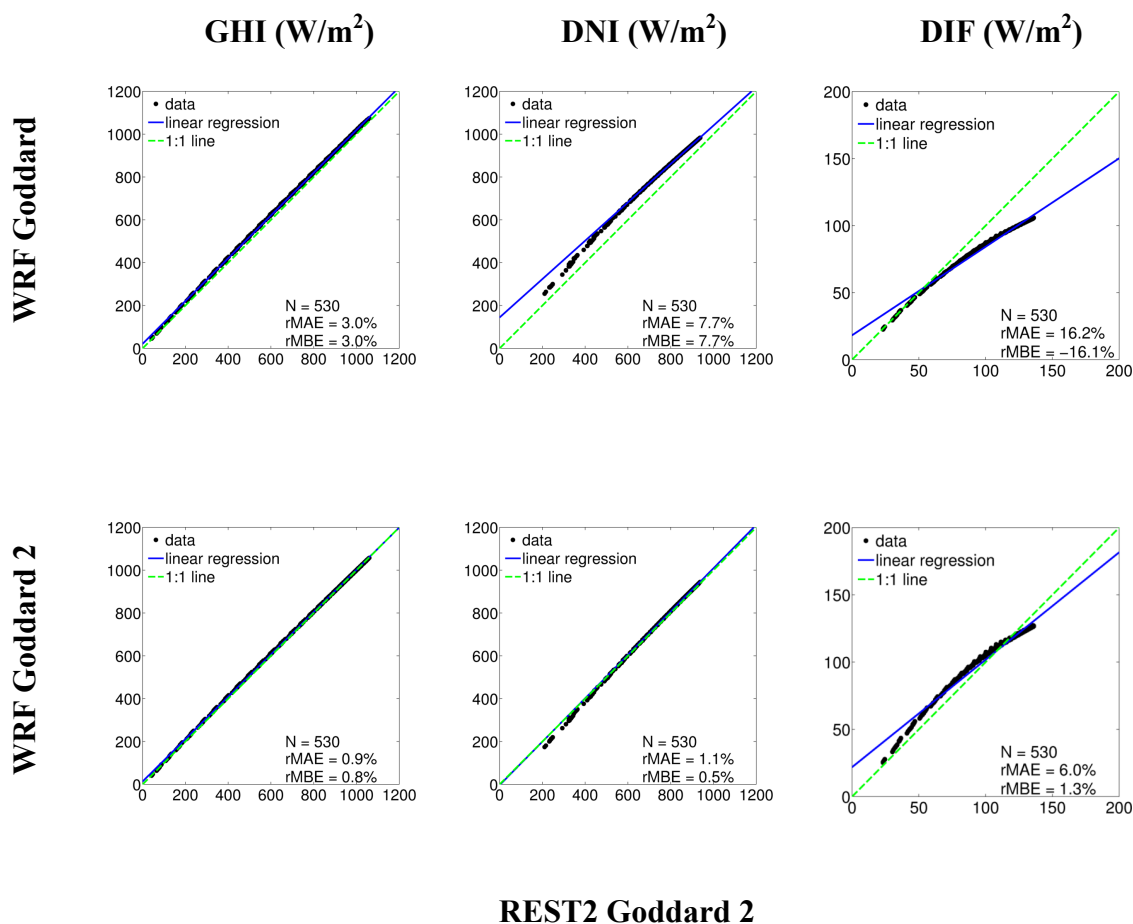 GHI (W/m²) DNI (W/m²) DIF (W/m²)
WRF Goddard
1200
1000
800
600
400
200
0
0 200 400 600 800 1000 1200
data
linear regression
1:1 line
N = 530
rMAE = 3.0%
rMBE = 3.0%
1200
1000
800
600
400
200
0
0 200 400 600 800 1000 1200
data
linear regression
1:1 line
N = 530
rMAE = 7.7%
rMBE = 7.7%
200
150
100
50
0
0 50 100 150 200
data
linear regression
1:1 line
N = 530
rMAE = 16.2%
rMBE = −16.1%
WRF Goddard 2
1200
1000
800
600
400
200
0
0 200 400 600 800 1000 1200
data
linear regression
1:1 line
N = 530
rMAE = 0.9%
rMBE = 0.8%
1200
1000
800
600
400
200
0
0 200 400 600 800 1000 1200
data
linear regression
1:1 line
N = 530
rMAE = 1.1%
rMBE = 0.5%
200
150
100
50
0
0 50 100 150 200
data
linear regression
1:1 line
N = 530
rMAE = 6.0%
rMBE = 1.3%
REST2 Goddard 2